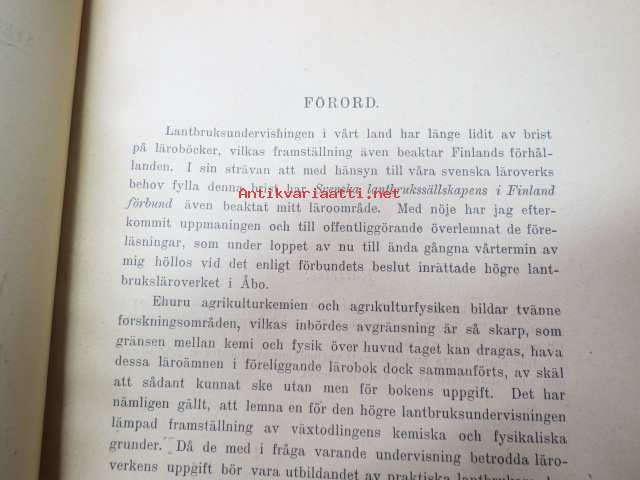 FÖRORD.
Lantbruksundervisningen i vårt land har länge lidit av brist
på läroböcker, vilkas framställning även beaktar Finlands förhål-
landen. I sin strävan att med hänsyn till våra svenska läroverks
behov fylla denna brist har Svenska lantbrukssällskapens i Finland
Antikvariaatti.net
förbund även beaktat mitt läroområde. Med nöje har jag efter-
kommit uppmaningen och till offentliggörande överlemnat de före-
läsningar, som under loppet av nu till ända gångna vårtermin av
mig höllos vid det enligt förbundets beslut inrättade högre lant-
bruksläroverket i Åbo.
Ehuru agrikulturkemien och agrikulturfysiken bildar tvänne
forskningsområden, vilkas inbördes avgränsning är så skarp, som
gränsen mellan kemi och fysik över huvud taget kan dragas, hava
dessa läroämnen i föreliggande lärobok dock sammanförts, av skäl
att sådant kunnat ske utan men för bokens uppgift. Det har
nämligen gällt, att lemna en för den högre lantbruksundervisningen
lämpad framställning av växtodlingens kemiska och fysikaliska
grunder. Då de med i fråga varande undervisning betrodda läro-
verkens uppgift bör vara utbildandet av praktiska